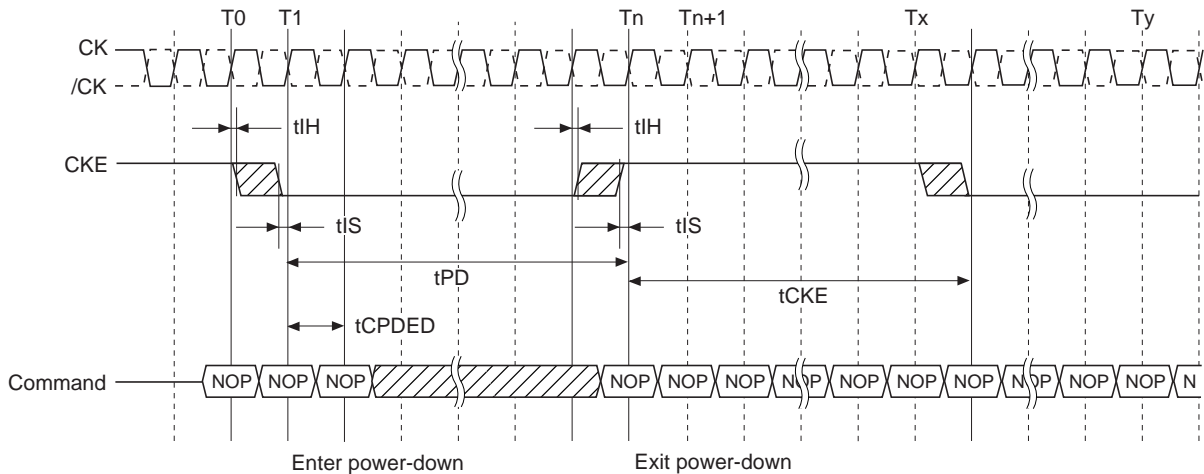 T0 T1 Tn Tn+1 Tx Ty
CK
/CK
tIH tIH
CKE
tIS tIS
tPD
tCKE
tCPDED
Command NOP NOP NOP NOP NOP NOP NOP NOP NOP NOP NOP NOP NOP N
Enter power-down Exit power-down